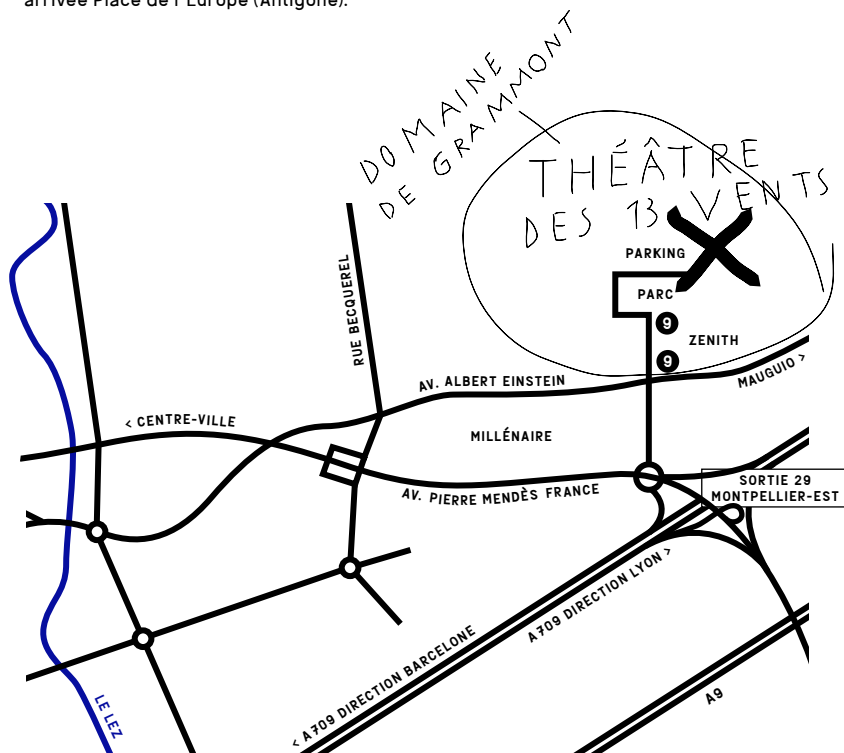 arrivée Place de l'Europe (Antigone).
DOMAINE
DE GRAMMONT
THÉÂTRE
DES 13 VENTS
PARKING
PARC
9
ZENITH
9
RUE BECQUEREL
AV. ALBERT EINSTEIN
MAUGUIO >
< CENTRE-VILLE
MILLÉNAIRE
AV. PIERRE MENDÈS FRANCE
SORTIE 29
MONTPELLIER-EST
A709 DIRECTION LYON >
< A709 DIRECTION BARCELONE
A9
LE LEZ